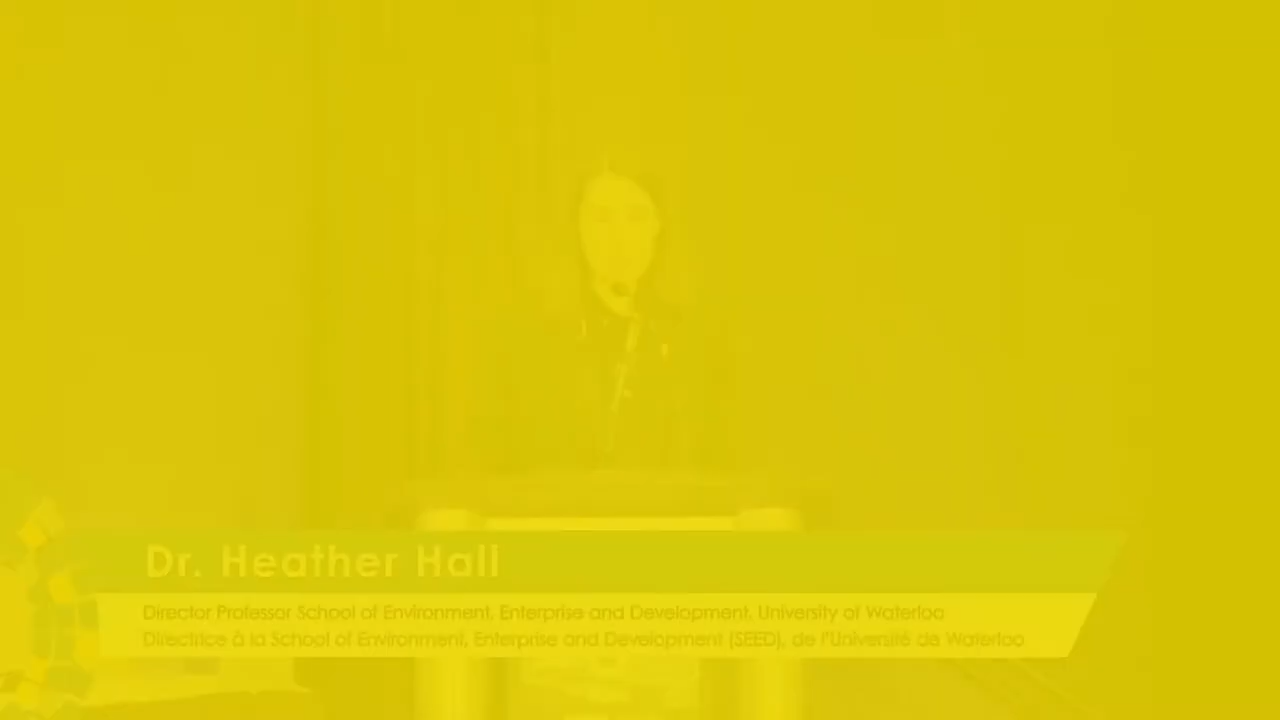 Dr. Heather Hall
Director Professor School of Environment, Enterprise and Development, University of Waterloo
Directrice à la School of Environment, Enterprise and Development (SEED), de l'Université de Waterloo